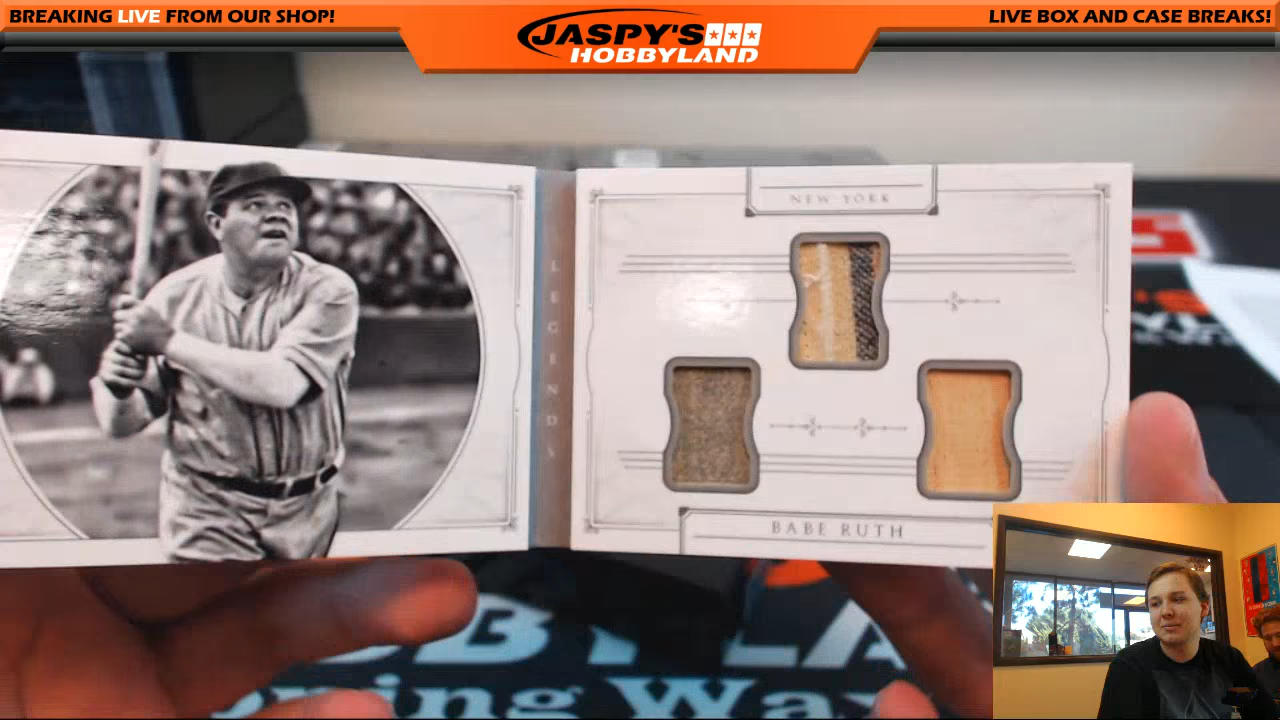 BREAKING LIVE FROM OUR SHOP!
JASPY'S
HOBBYLAND
LIVE BOX AND CASE BREAKS!
NEW YORK
LEGENDS
BABE RUTH